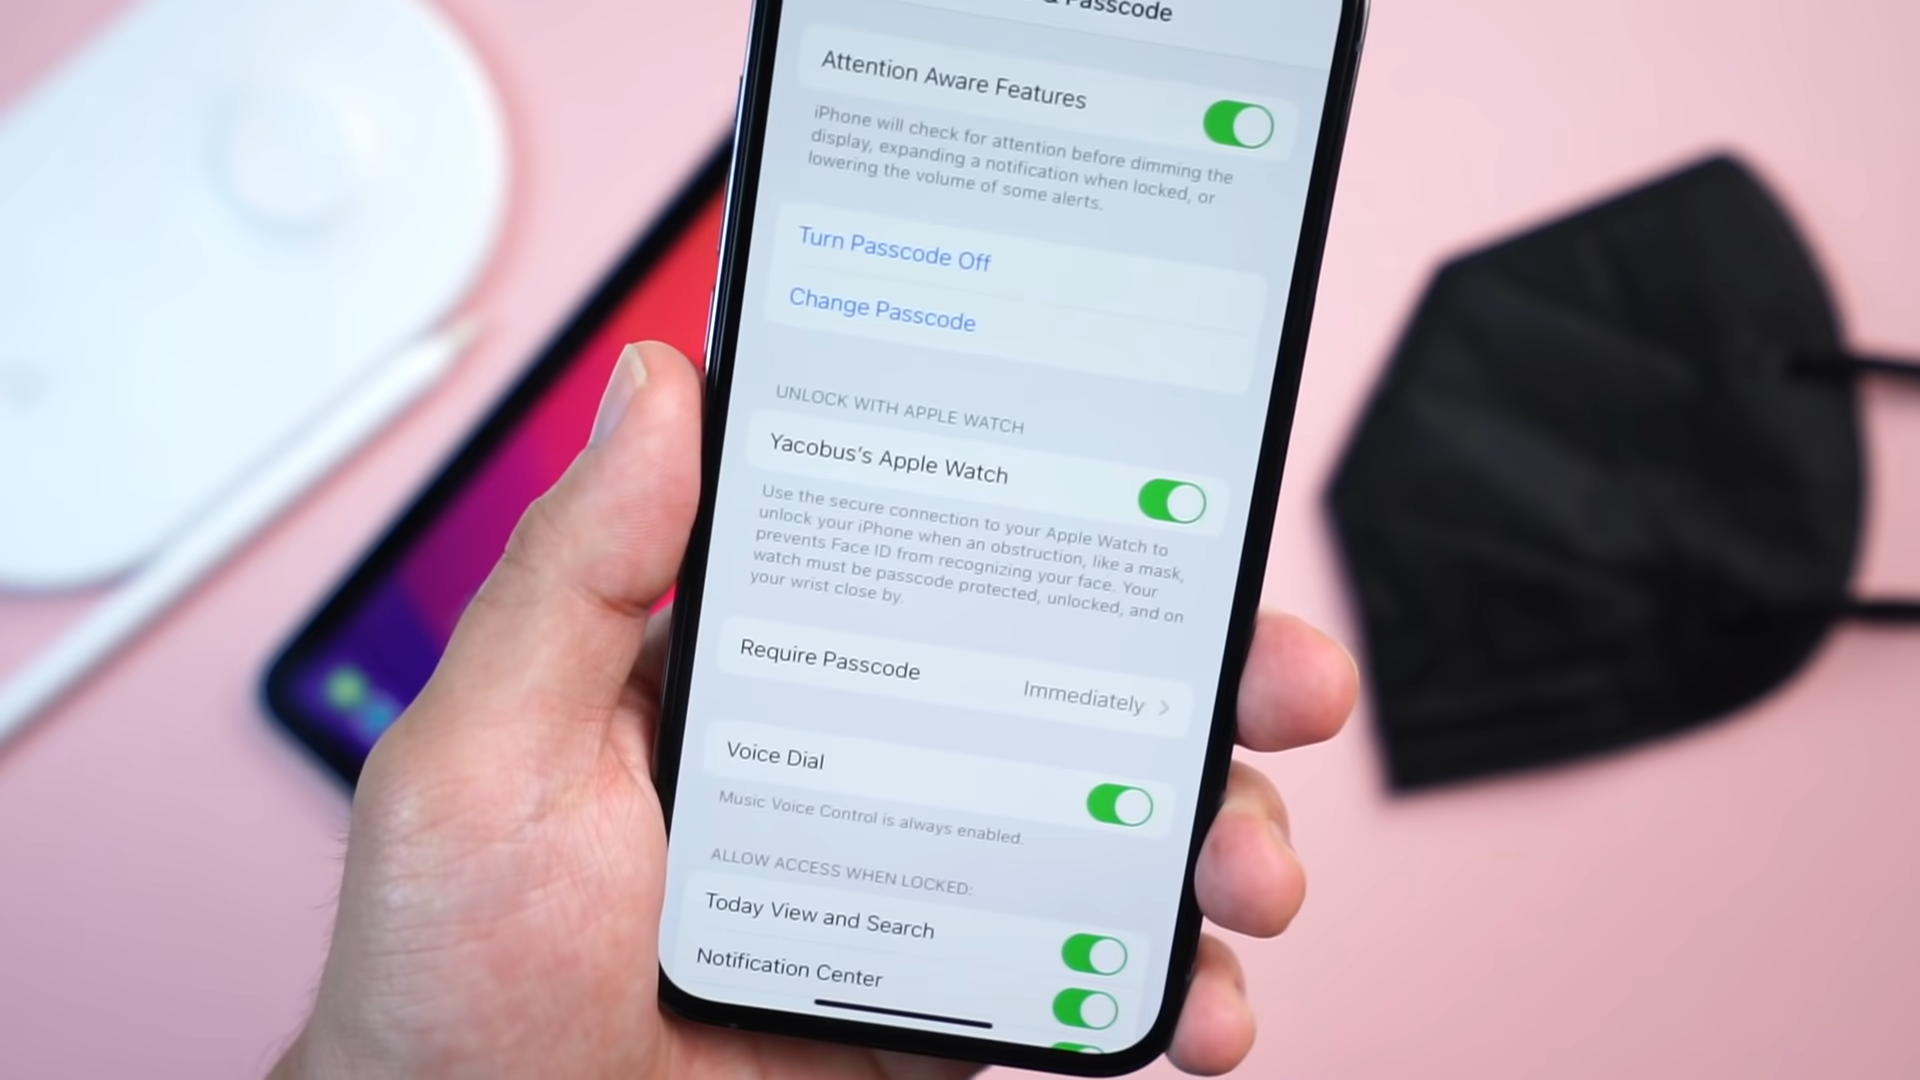 & Passcode
Attention Aware Features
iPhone will check for attention before dimming the
display, expanding a notification when locked, or
lowering the volume of some alerts.
Turn Passcode Off
Change Passcode
UNLOCK WITH APPLE WATCH
Yacobus's Apple Watch
Use the secure connection to your Apple Watch to
unlock your iPhone when an obstruction, like a mask,
prevents Face ID from recognizing your face. Your
watch must be passcode protected, unlocked, and on
your wrist close by.
Require Passcode Immediately
Voice Dial
Music Voice Control is always enabled.
ALLOW ACCESS WHEN LOCKED:
Today View and Search
Notification Center